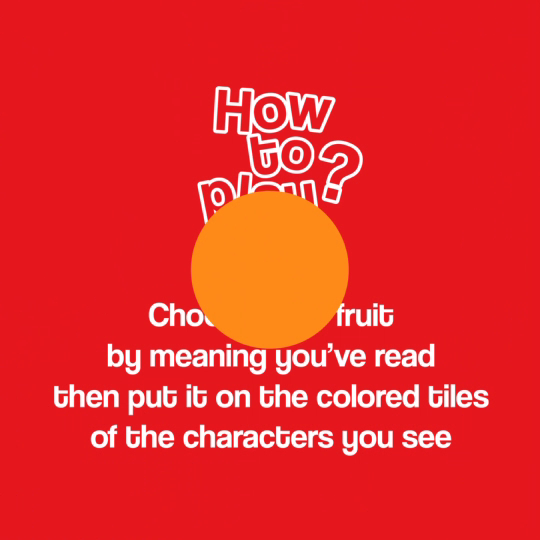 How
to ?
play
fruit
by meaning you've read
then put it on the colored tiles
of the characters you see